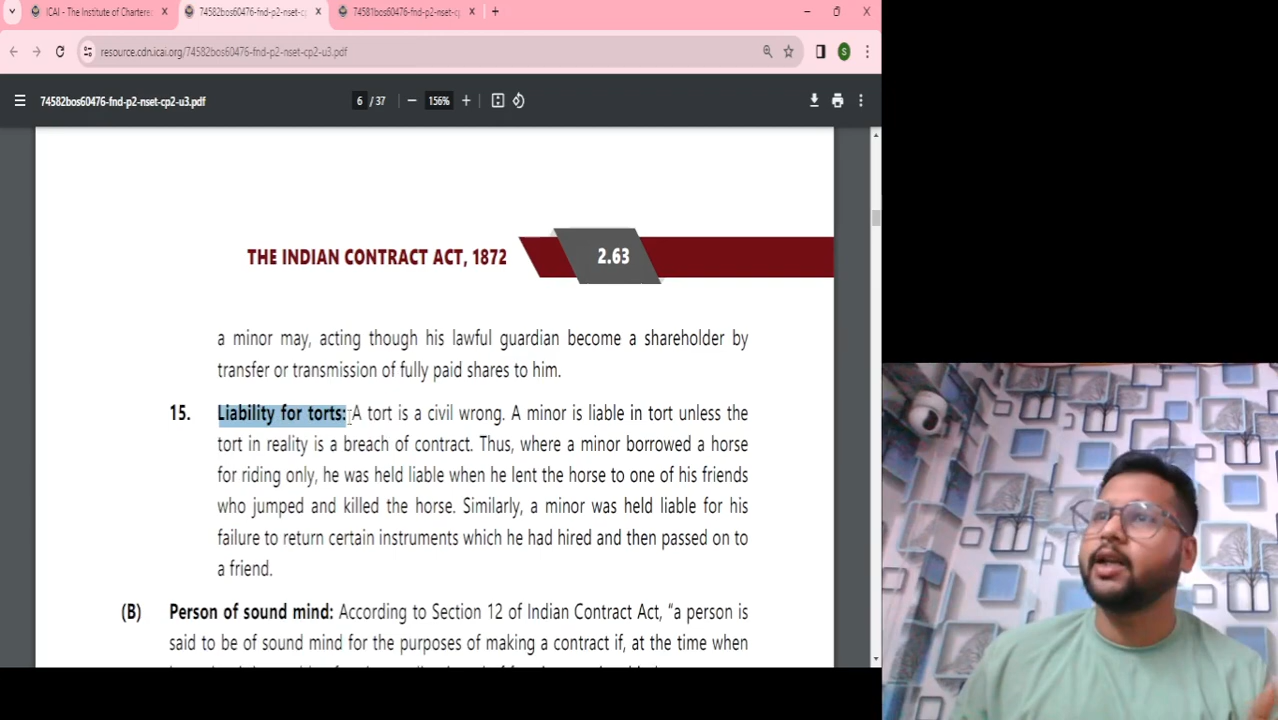 ICAI - The Institute of Chartere
74582bos60476-fnd-p2-nset-cp2-
74581bos60476-fnd-p2-nset-cp
resource.cdn.icai.org/74582bos60476-fnd-p2-nset-cp2-u3.pdf
S
74582bos60476-fnd-p2-nset-cp2-u3.pdf
6 / 37
156%
THE INDIAN CONTRACT ACT, 1872
2.63
a minor may, acting though his lawful guardian become a shareholder by
transfer or transmission of fully paid shares to him.
15. Liability for torts: A tort is a civil wrong. A minor is liable in tort unless the
tort in reality is a breach of contract. Thus, where a minor borrowed a horse
for riding only, he was held liable when he lent the horse to one of his friends
who jumped and killed the horse. Similarly, a minor was held liable for his
failure to return certain instruments which he had hired and then passed on to
a friend.
(B) Person of sound mind: According to Section 12 of Indian Contract Act, “a person is
said to be of sound mind for the purposes of making a contract if, at the time when